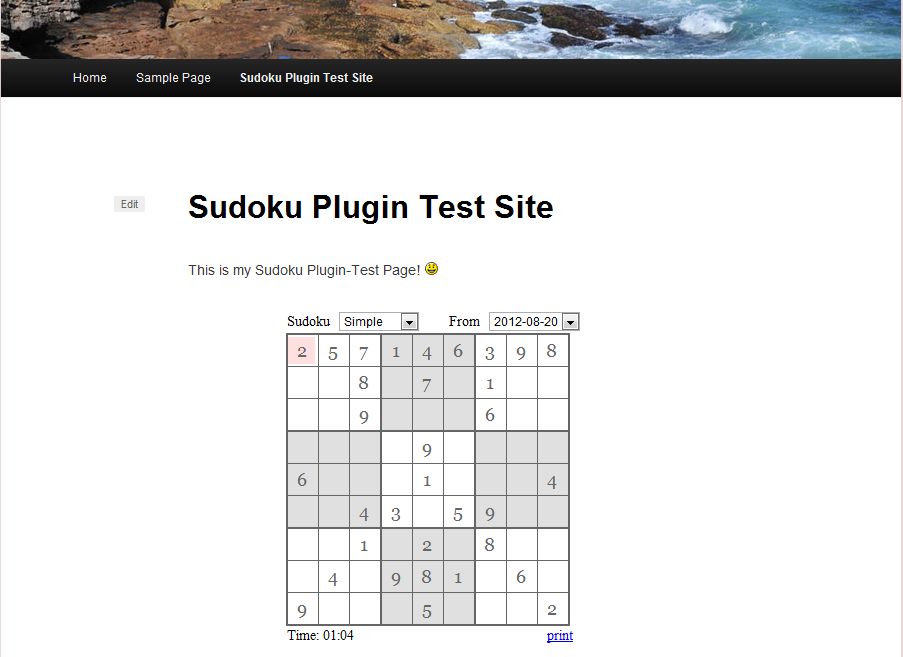 Home Sample Page Sudoku Plugin Test Site
Edit
Sudoku Plugin Test Site
This is my Sudoku Plugin-Test Page!
Sudoku Simple From 2012-08-20
2 5 7 1 4 6 3 9 8
8 7 1
9 6
9
6 1 4
4 3 5 9
1 2 8
4 9 8 1 6
9 5 2
Time: 01:04 print